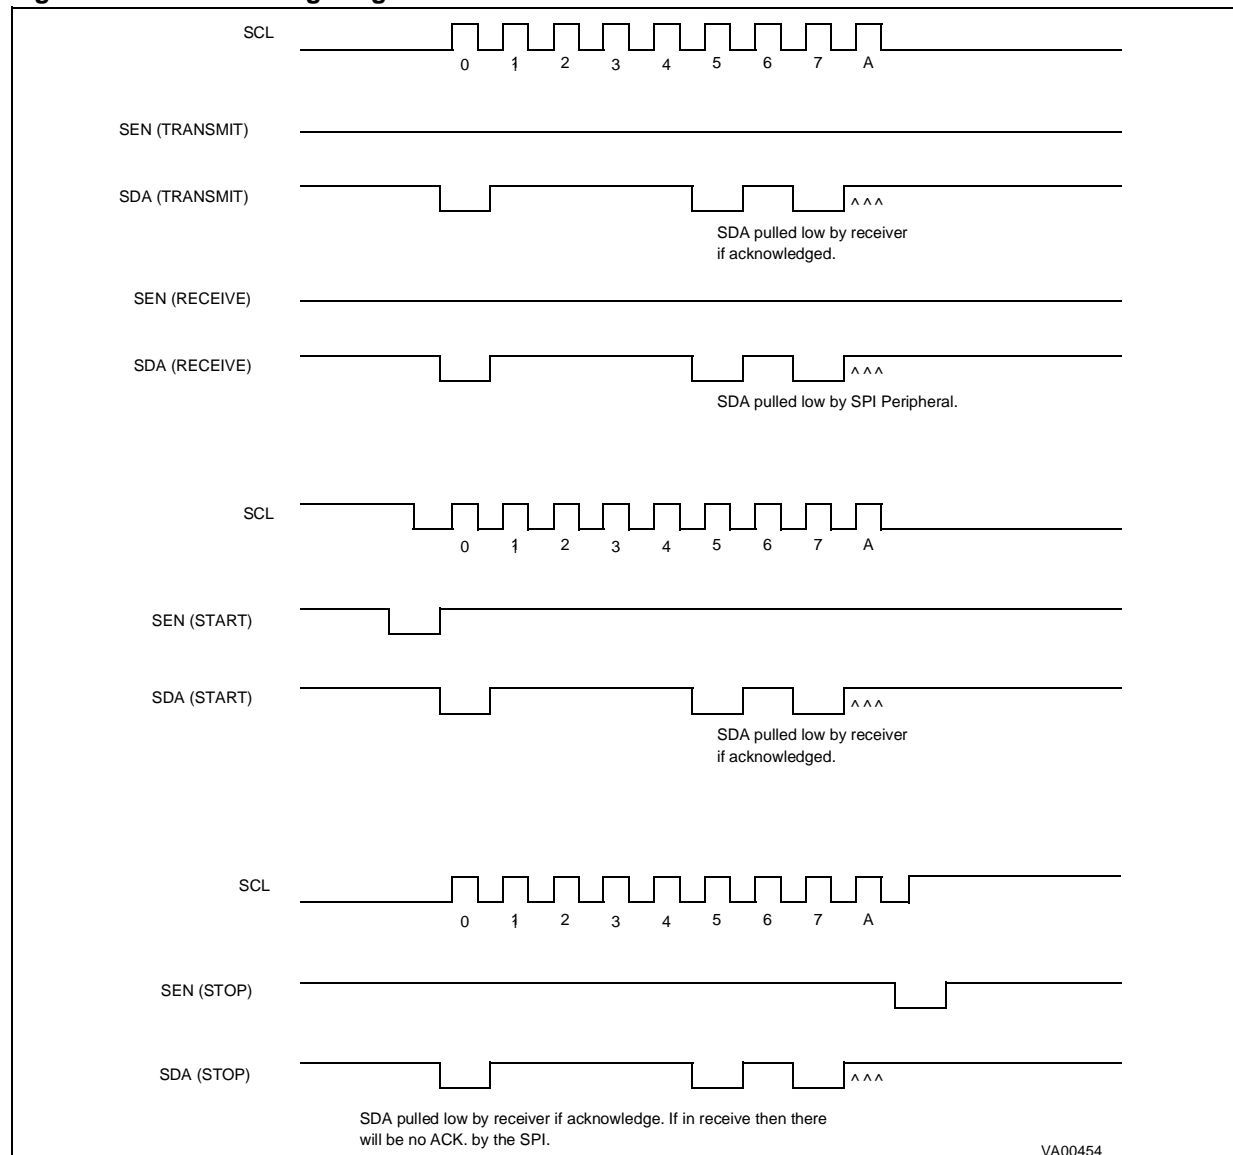 SCL
0 1 2 3 4 5 6 7 A
SEN (TRANSMIT)
SDA (TRANSMIT)
^ ^ ^
SDA pulled low by receiver
if acknowledged.
SEN (RECEIVE)
SDA (RECEIVE)
^ ^ ^
SDA pulled low by SPI Peripheral.
SCL
0 1 2 3 4 5 6 7 A
SEN (START)
SDA (START)
^ ^ ^
SDA pulled low by receiver
if acknowledged.
SCL
0 1 2 3 4 5 6 7 A
SEN (STOP)
SDA (STOP)
^ ^ ^
SDA pulled low by receiver if acknowledge. If in receive then there
will be no ACK. by the SPI.
VA00454